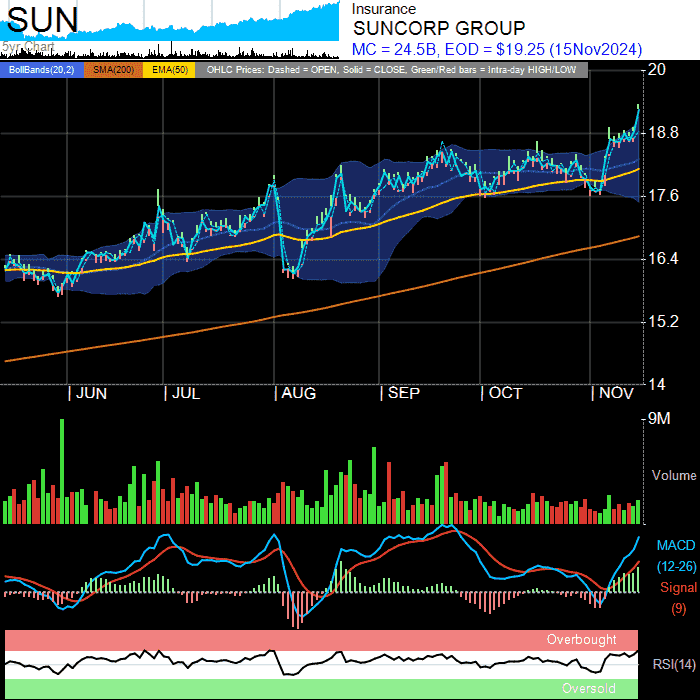 SUN
5yr Chart
Insurance
SUNCORP GROUP
MC = 24.5B, EOD = $19.25 (15Nov2024)
BollBands(20,2) SMA(200) EMA(50) OHLC Prices: Dashed = OPEN, Solid = CLOSE, Green/Red bars = Intra-day HIGH/LOW
20
18.8
17.6
16.4
15.2
14
| JUN | JUL | AUG | SEP | OCT | NOV
9M
Volume
MACD
(12-26)
Signal
(9)
Overbought
RSI(14)
Oversold